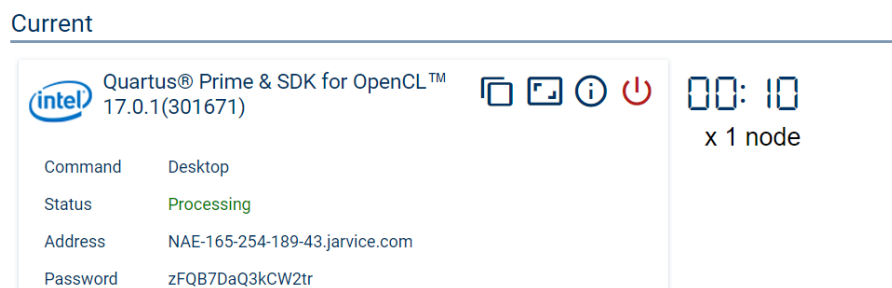 Current
intel
Quartus® Prime & SDK for OpenCL™
17.0.1(301671)
00:10
x 1 node
Command Desktop
Status Processing
Address NAE-165-254-189-43.jarvice.com
Password zFQB7DaQ3kCW2tr